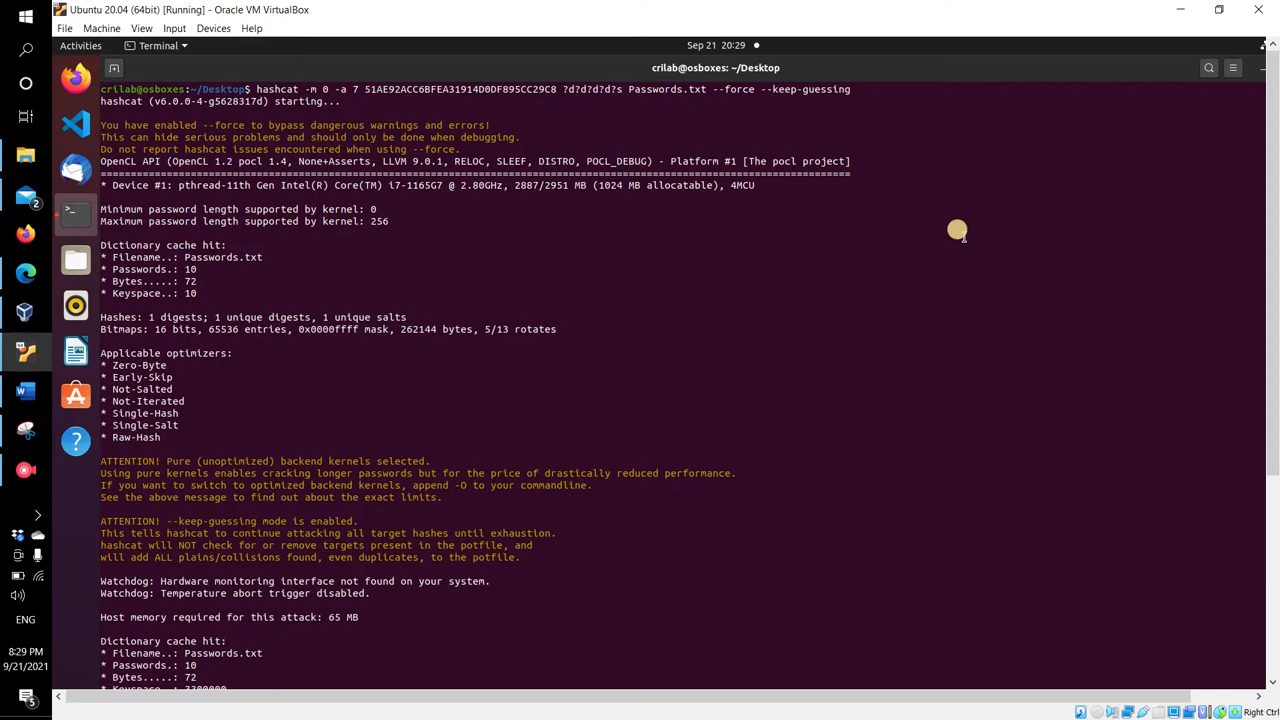 Ubuntu 20.04 (64bit) [Running] - Oracle VM VirtualBox
File Machine View Input Devices Help
Activities Terminal Sep 21 20:29
crilab@osboxes: ~/Desktop
crilab@osboxes:~/Desktop$ hashcat -m 0 -a 7 51AE92ACC6BFEA31914D0DF895CC29C8 ?d?d?d?d?s Passwords.txt --force --keep-guessing
hashcat (v6.0.0-4-g5628317d) starting...
You have enabled --force to bypass dangerous warnings and errors!
This can hide serious problems and should only be done when debugging.
Do not report hashcat issues encountered when using --force.
OpenCL API (OpenCL 1.2 pocl 1.4, None+Asserts, LLVM 9.0.1, RELOC, SLEEF, DISTRO, POCL_DEBUG) - Platform #1 [The pocl project]
=============================================================================================================================
* Device #1: pthread-11th Gen Intel(R) Core(TM) i7-1165G7 @ 2.80GHz, 2887/2951 MB (1024 MB allocatable), 4MCU
Minimum password length supported by kernel: 0
Maximum password length supported by kernel: 256
Dictionary cache hit:
* Filename..: Passwords.txt
* Passwords.: 10
* Bytes.....: 72
* Keyspace..: 10
Hashes: 1 digests; 1 unique digests, 1 unique salts
Bitmaps: 16 bits, 65536 entries, 0x0000ffff mask, 262144 bytes, 5/13 rotates
Applicable optimizers:
* Zero-Byte
* Early-Skip
* Not-Salted
* Not-Iterated
* Single-Hash
* Single-Salt
* Raw-Hash
ATTENTION! Pure (unoptimized) backend kernels selected.
Using pure kernels enables cracking longer passwords but for the price of drastically reduced performance.
If you want to switch to optimized backend kernels, append -O to your commandline.
See the above message to find out about the exact limits.
ATTENTION! --keep-guessing mode is enabled.
This tells hashcat to continue attacking all target hashes until exhaustion.
hashcat will NOT check for or remove targets present in the potfile, and
will add ALL plains/collisions found, even duplicates, to the potfile.
Watchdog: Hardware monitoring interface not found on your system.
Watchdog: Temperature abort trigger disabled.
Host memory required for this attack: 65 MB
Dictionary cache hit:
* Filename..: Passwords.txt
* Passwords.: 10
* Bytes.....: 72
* Keyspace..: 3300000
2
ENG
8:29 PM
9/21/2021
5
Right Ctrl